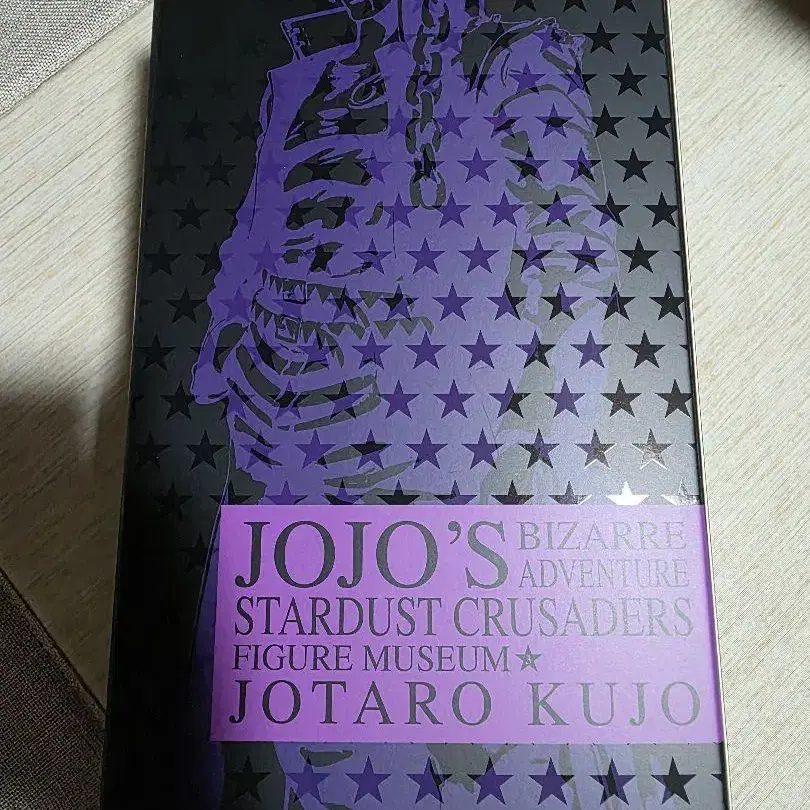 JOJO'S BIZARRE ADVENTURE
STARDUST CRUSADERS
FIGURE MUSEUM★
JOTARO KUJO